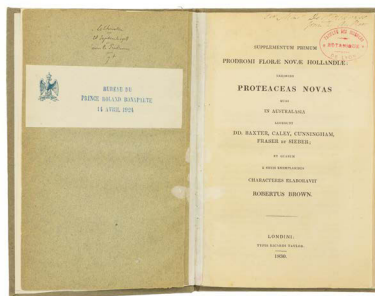 MUSÉE DU
PRINCE ROLAND BONAPARTE
14 AVRIL 1924
SUPPLEMENTUM PRIMUM
PRODROMI FLORÆ NOVÆ HOLLANDIÆ:
EXHIBENS
PROTEACEAS NOVAS
QUAS
IN AUSTRALASIA
LEGERUNT
DD. BAXTER, CALEY, CUNNINGHAM,
FRASER ET SIEBER;
ET QUARUM
E SICCIS EXEMPLARIBUS
CHARACTERES ELABORAVIT
ROBERTUS BROWN.
LONDINI:
TYPIS RICHARDI TAYLOR.
1830.